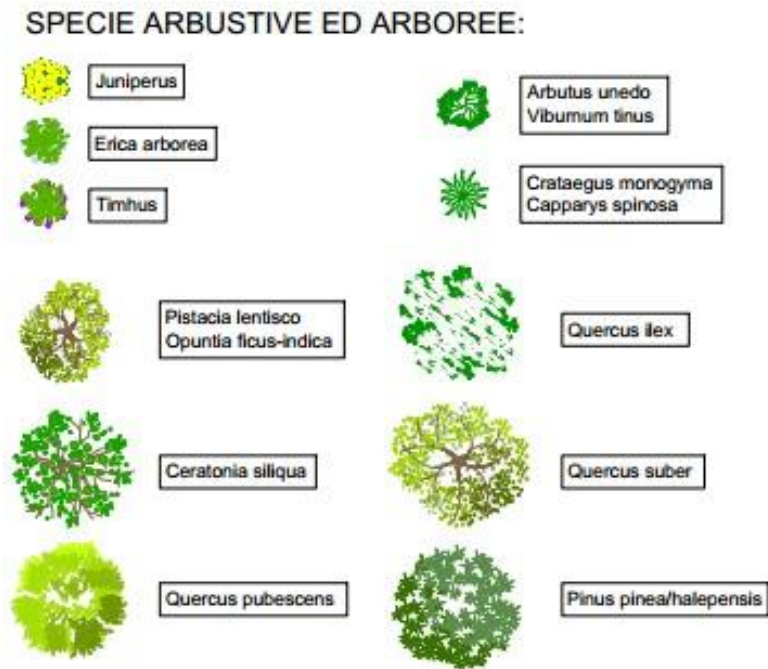 SPECIE ARBUSTIVE ED ARBOREE:
Juniperus
Erica arborea
Timhus
Arbutus unedo
Viburnum tinus
Crataegus monogyma
Capparys spinosa
Pistacia lentisco
Opuntia ficus-indica
Quercus ilex
Ceratonia siliqua
Quercus suber
Quercus pubescens
Pinus pinea/halepensis